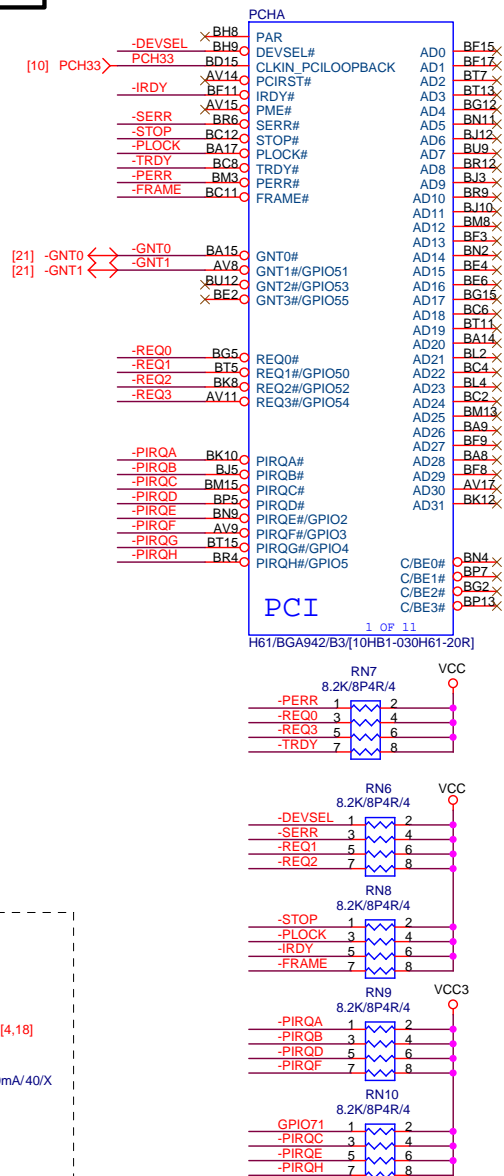 PCHA
BH8 PAR
-DEVSEL BH9 DEVSEL# AD0 BF15
[10] PCH33 PCH33 BD15 CLKIN_PCILOOPBACK AD1 BF17
AV14 PCIRST# AD2 BT7
-IRDY BF11 IRDY# AD3 BT13
AV15 PME# AD4 BG12
-SERR BR6 SERR# AD5 BN11
-STOP BC12 STOP# AD6 BJ12
-PLOCK BA17 PLOCK# AD7 BU9
-TRDY BC8 TRDY# AD8 BR12
-PERR BM3 PERR# AD9 BJ3
-FRAME BC11 FRAME# AD10 BR9
AD11 BJ10
AD12 BM8
AD13 BF3
[21] -GNT0 -GNT0 BA15 GNT0# AD14 BN2
[21] -GNT1 -GNT1 AV8 GNT1#/GPIO51 AD15 BE4
BU12 GNT2#/GPIO53 AD16 BE6
BE2 GNT3#/GPIO55 AD17 BG15
AD18 BC6
AD19 BT11
AD20 BA14
-REQ0 BG5 REQ0# AD21 BL2
-REQ1 BT5 REQ1#/GPIO50 AD22 BC4
-REQ2 BK8 REQ2#/GPIO52 AD23 BL4
-REQ3 AV11 REQ3#/GPIO54 AD24 BC2
AD25 BM13
AD26 BA9
AD27 BF9
-PIRQA BK10 PIRQA# AD28 BA8
-PIRQB BJ5 PIRQB# AD29 BF8
-PIRQC BM15 PIRQC# AD30 AV17
-PIRQD BP5 PIRQD# AD31 BK12
-PIRQE BN9 PIRQE#/GPIO2
-PIRQF AV9 PIRQF#/GPIO3
-PIRQG BT15 PIRQG#/GPIO4
-PIRQH BR4 PIRQH#/GPIO5 C/BE0# BN4
C/BE1# BP7
C/BE2# BG2
PCI C/BE3# BP13
1 OF 11
H61/BGA942/B3/[10HB1-030H61-20R]
RN7 VCC
8.2K/8P4R/4
-PERR 1 2
-REQ0 3 4
-REQ3 5 6
-TRDY 7 8
RN6 VCC
8.2K/8P4R/4
-DEVSEL 1 2
-SERR 3 4
-REQ1 5 6
-REQ2 7 8
RN8
8.2K/8P4R/4
-STOP 1 2
-PLOCK 3 4
-IRDY 5 6
-FRAME 7 8
RN9 VCC3
8.2K/8P4R/4
-PIRQA 1 2
-PIRQB 3 4
-PIRQD 5 6
-PIRQF 7 8
[4,18]
mA/40/X
RN10
8.2K/8P4R/4
GPIO71 1 2
-PIRQC 3 4
-PIRQE 5 6
-PIRQH 7 8